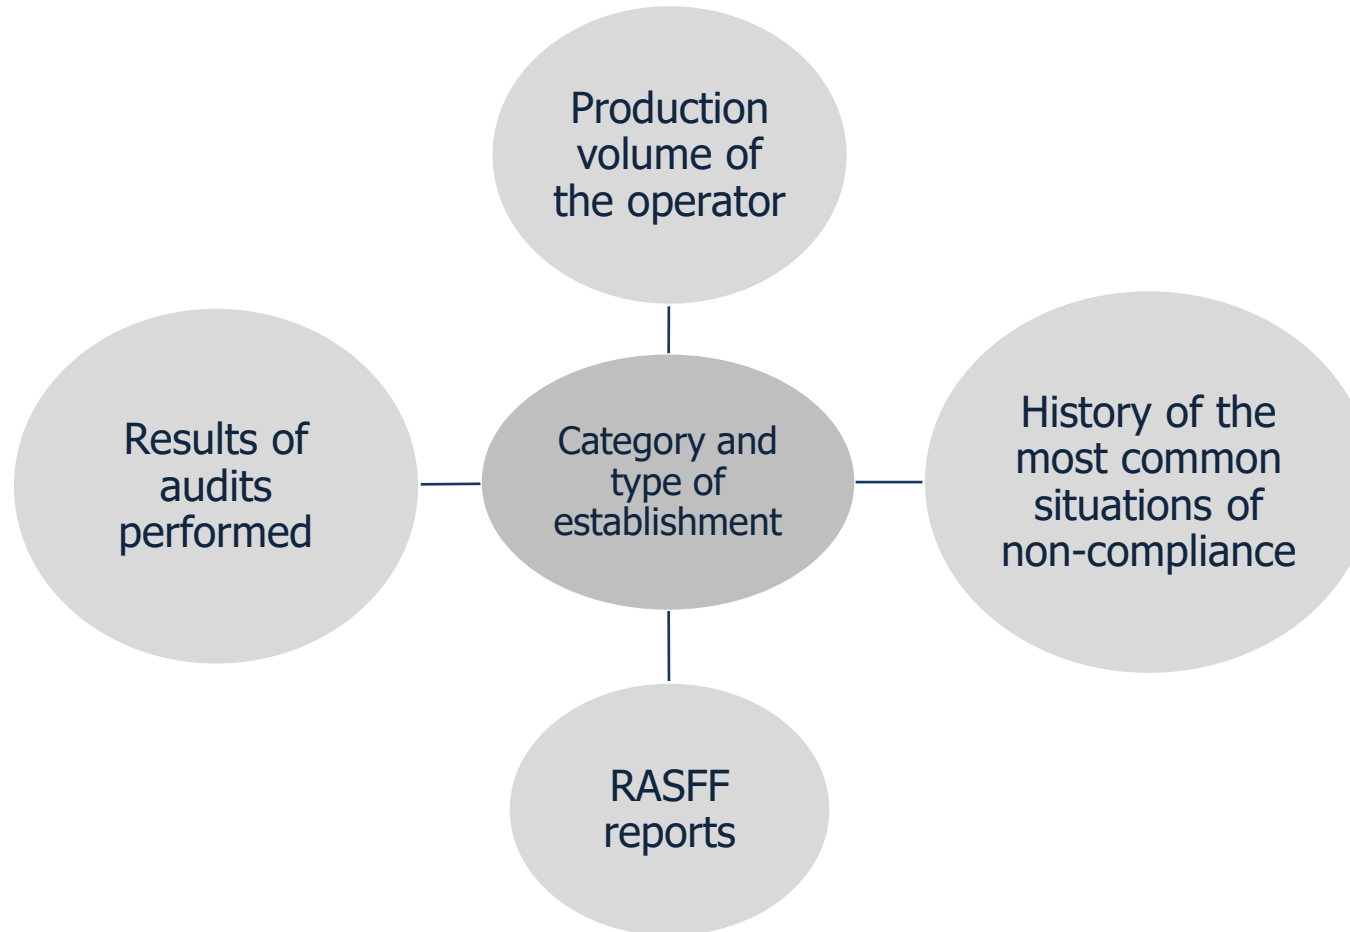 Production
volume of
the operator
Results of
audits
performed
Category and
type of
establishment
History of the
most common
situations of
non-compliance
RASFF
reports